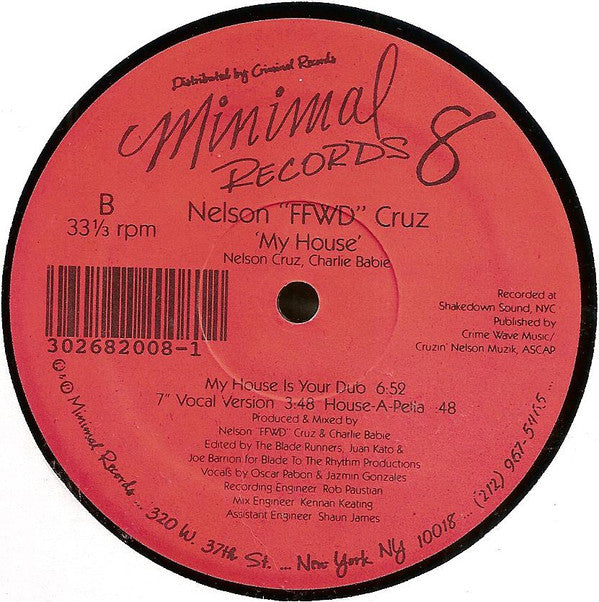 Distributed by Criminal Records
Minimal
RECORDS 8
B
33⅓ rpm
Nelson "FFWD" Cruz
'My House'
Nelson Cruz, Charlie Babie
302682008-1
Recorded at
Shakedown Sound, NYC
Published by
Crime Wave Music/
Cruzin' Nelson Muzik, ASCAP
My House Is Your Dub 6:52
7" Vocal Version 3:48 House-A-Pella :48
Produced & Mixed by
Nelson "FFWD" Cruz & Charlie Babie
Edited by The Blade Runners, Juan Kato &
Joe Barrion for Blade To The Rhythm Productions
Vocals by Oscar Pabon & Jazmin Gonzales
Recording Engineer Rob Paustian
Mix Engineer Kennan Keating
Assistant Engineer Shaun James
© & ℗ Minimal Records... 320 W. 37th St. ... New York NY 10018 ... (212) 967-5465...